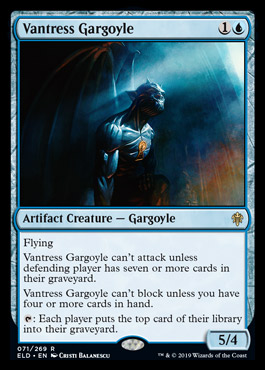 Vantress Gargoyle 1
Artifact Creature — Gargoyle
Flying
Vantress Gargoyle can't attack unless
defending player has seven or more cards in
their graveyard.
Vantress Gargoyle can't block unless you have
four or more cards in hand.
: Each player puts the top card of their library
into their graveyard.
071/269 R
ELD • EN Cristi Balanescu
5/4
™ & © 2019 Wizards of the Coast